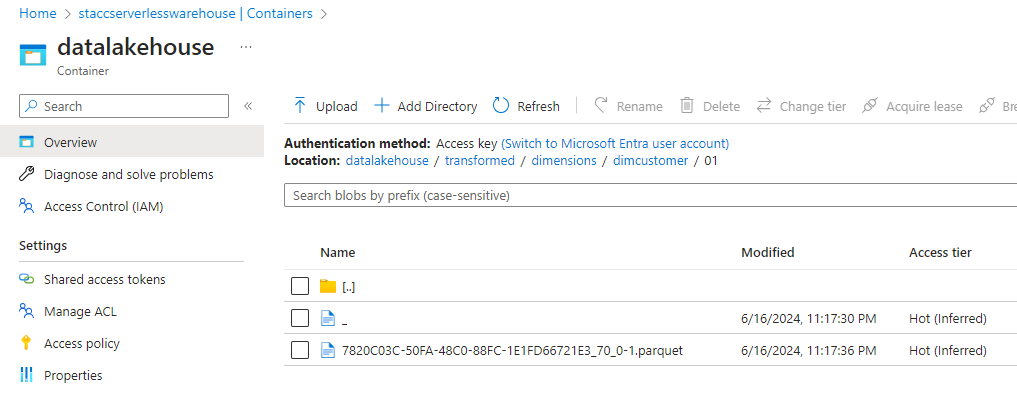 Home > staccserverlesswarehouse | Containers >
datalakehouse ...
Container
Search «
Overview
Diagnose and solve problems
Access Control (IAM)
Settings
Shared access tokens
Manage ACL
Access policy
Properties
Upload Add Directory Refresh Rename Delete Change tier Acquire lease Bre
Authentication method: Access key (Switch to Microsoft Entra user account)
Location: datalakehouse / transformed / dimensions / dimcustomer / 01
Search blobs by prefix (case-sensitive)
Name Modified Access tier
[..]
_ 6/16/2024, 11:17:30 PM Hot (Inferred)
7820C03C-50FA-48C0-88FC-1E1FD66721E3_70_0-1.parquet 6/16/2024, 11:17:36 PM Hot (Inferred)